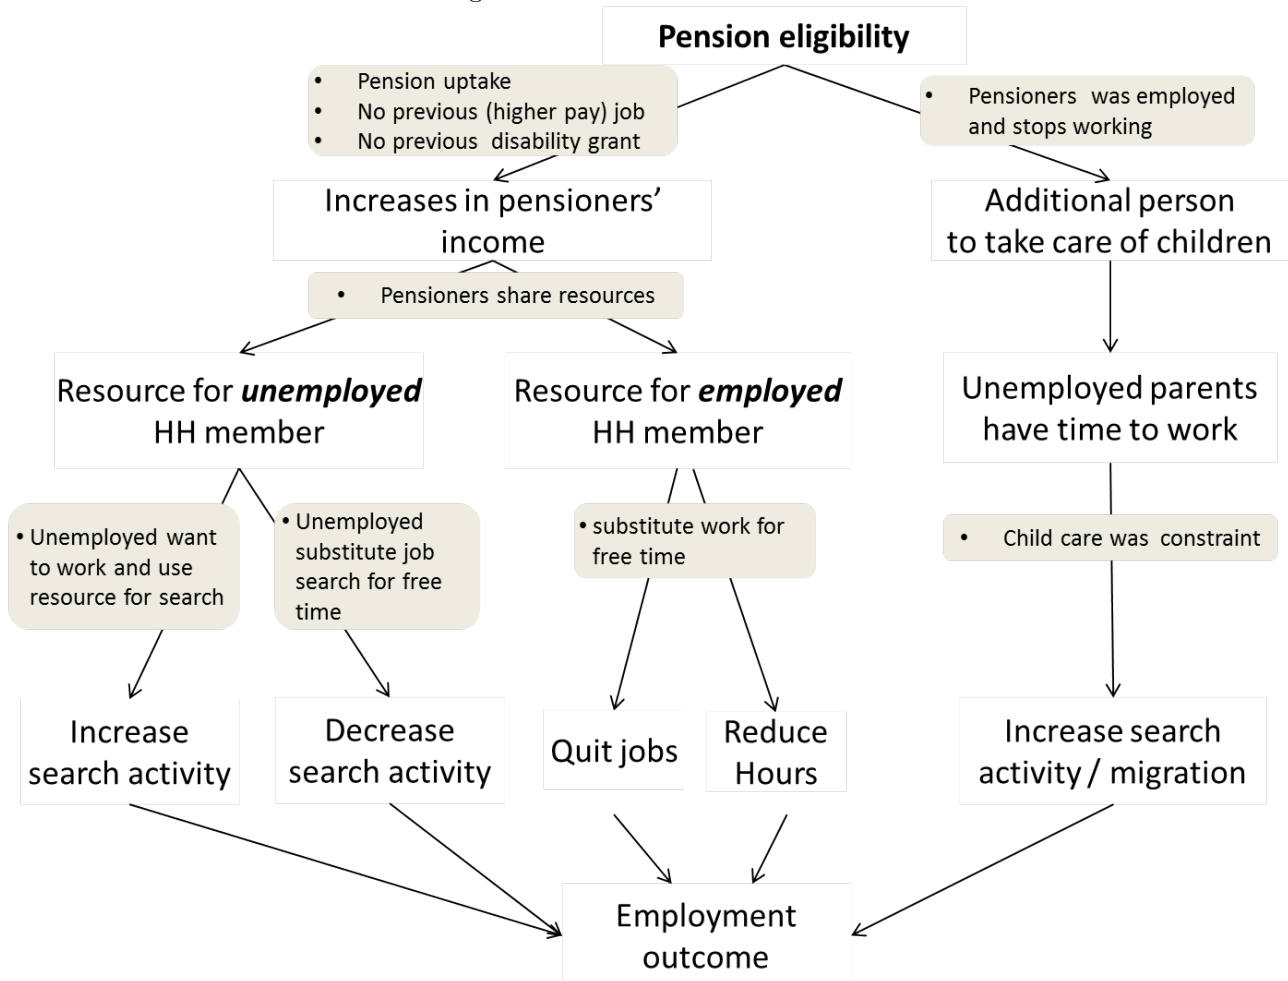 Pension eligibility
• Pension uptake
• No previous (higher pay) job
• No previous disability grant
• Pensioners was employed
and stops working
Increases in pensioners’
income
Additional person
to take care of children
• Pensioners share resources
Resource for unemployed
HH member
Resource for employed
HH member
Unemployed parents
have time to work
• Unemployed want
to work and use
resource for search
• Unemployed
substitute job
search for free
time
• substitute work for
free time
• Child care was constraint
Increase
search activity
Decrease
search activity
Quit jobs
Reduce
Hours
Increase search
activity / migration
Employment
outcome